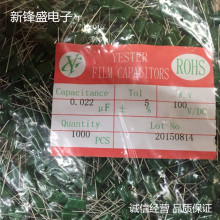 新锋盛电子
YESTER
FILM CAPACITORS
ROHS
Capacitance
Tol
0.022 μF
± 5 %
100 V/DC
Quantity
Lot No
1000 PCS
20150814
诚信经营 品质保证